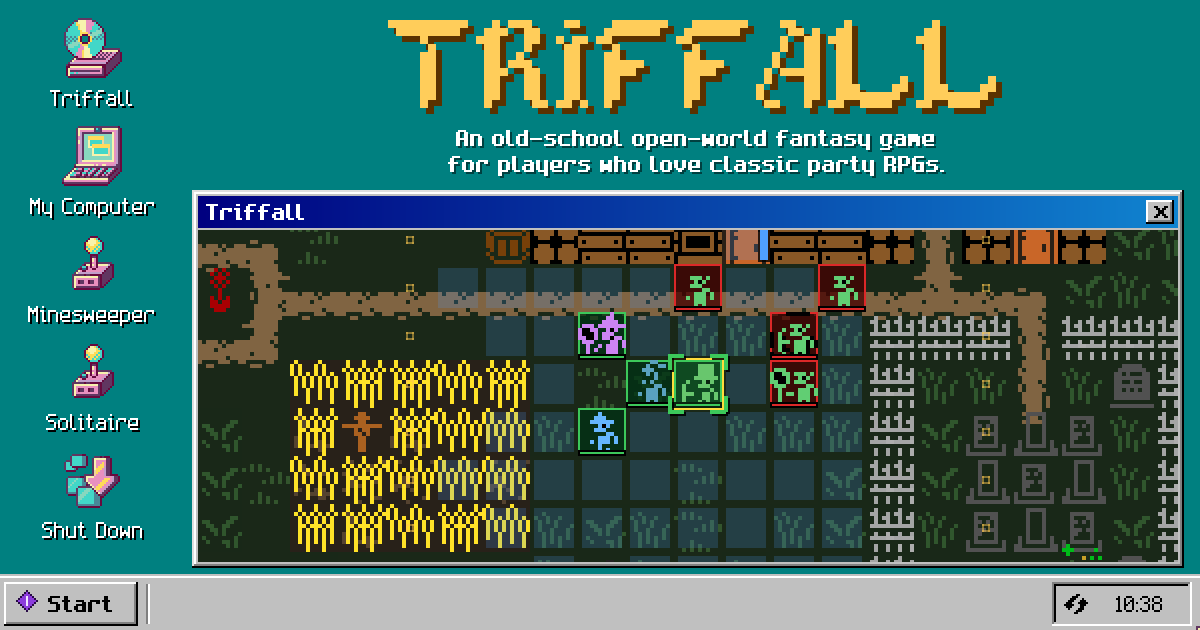 TRIFFALL
An old-school open-world fantasy game
for players who love classic party RPGs.
Triffall
My Computer
Minesweeper
Solitaire
Shut Down
Triffall
Start
10:38